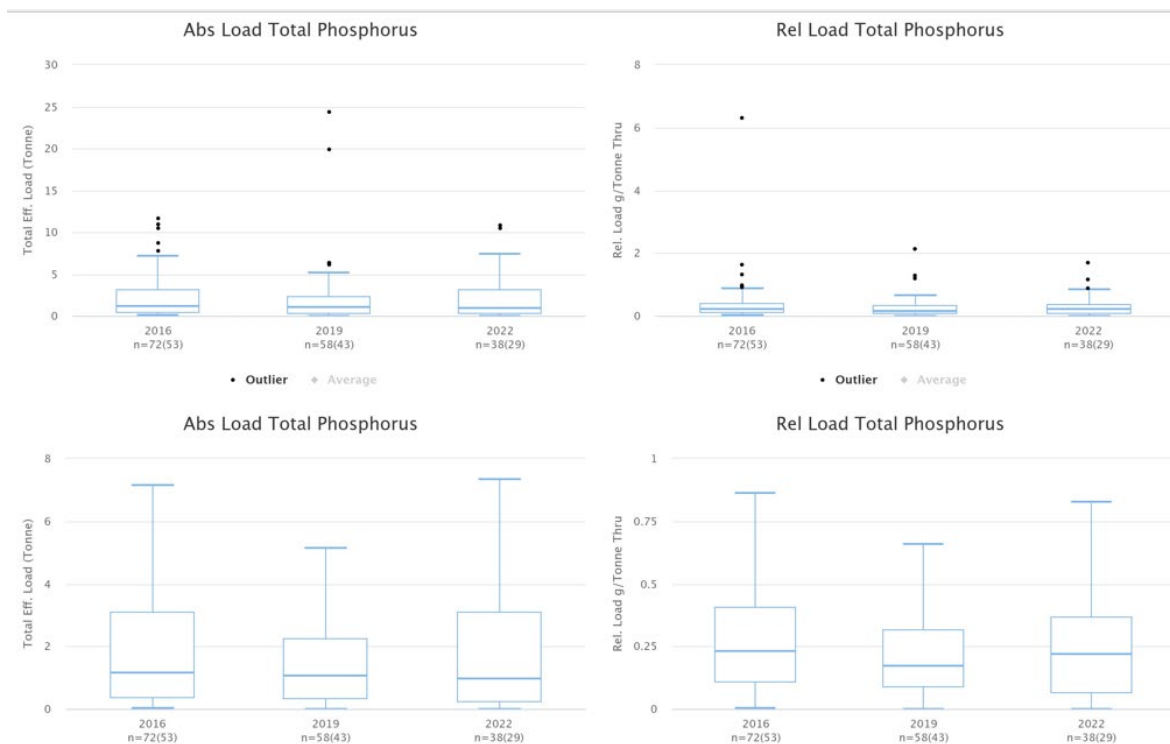 Abs Load Total Phosphorus
Total Eff. Load (Tonne)
30
25
20
15
10
5
0
2016
n=72(53)
2019
n=58(43)
2022
n=38(29)
Outlier
Average
Rel Load Total Phosphorus
Rel. Load g/Tonne Thru
8
6
4
2
0
2016
n=72(53)
2019
n=58(43)
2022
n=38(29)
Outlier
Average
Abs Load Total Phosphorus
Total Eff. Load (Tonne)
8
6
4
2
0
2016
n=72(53)
2019
n=58(43)
2022
n=38(29)
Rel Load Total Phosphorus
Rel. Load g/Tonne Thru
1
0.75
0.5
0.25
0
2016
n=72(53)
2019
n=58(43)
2022
n=38(29)